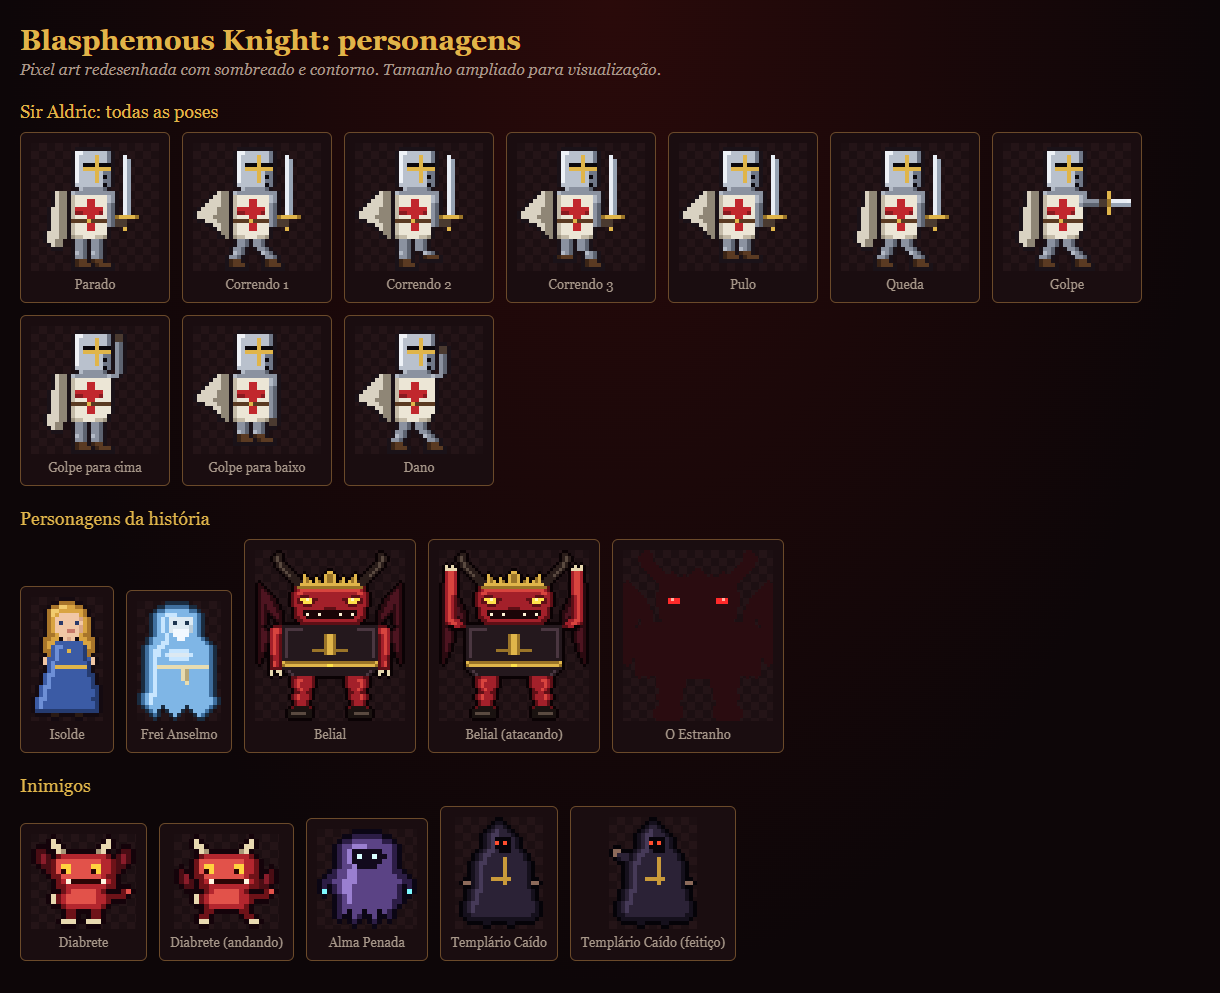 Blasphemous Knight: personagens
Pixel art redesenhada com sombreado e contorno. Tamanho ampliado para visualização.
Sir Aldric: todas as poses
Parado
Correndo 1
Correndo 2
Correndo 3
Pulo
Queda
Golpe
Golpe para cima
Golpe para baixo
Dano
Personagens da história
Isolde
Frei Anselmo
Belial
Belial (atacando)
O Estranho
Inimigos
Diabrete
Diabrete (andando)
Alma Penada
Templário Caído
Templário Caído (feitiço)